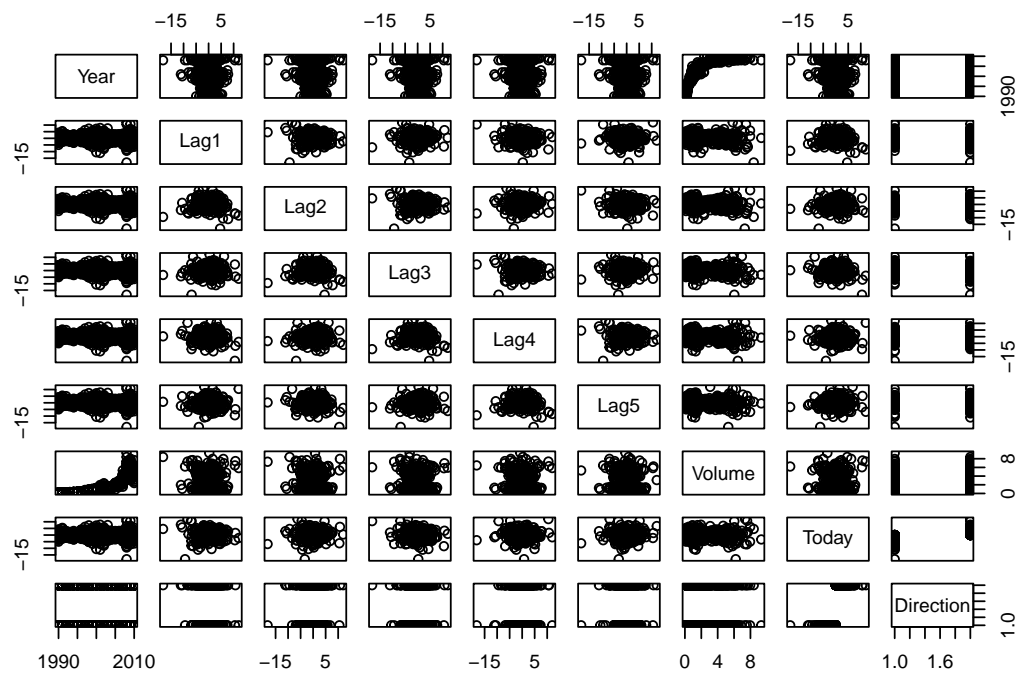 −15 5 −15 5 −15 5 −15 5
Year 1990
−15 Lag1
Lag2 −15
−15 Lag3
Lag4 −15
−15 Lag5
Volume 0 8
−15 Today
Direction 1.0
1990 2010 −15 5 −15 5 −15 5 0 4 8 1.0 1.6